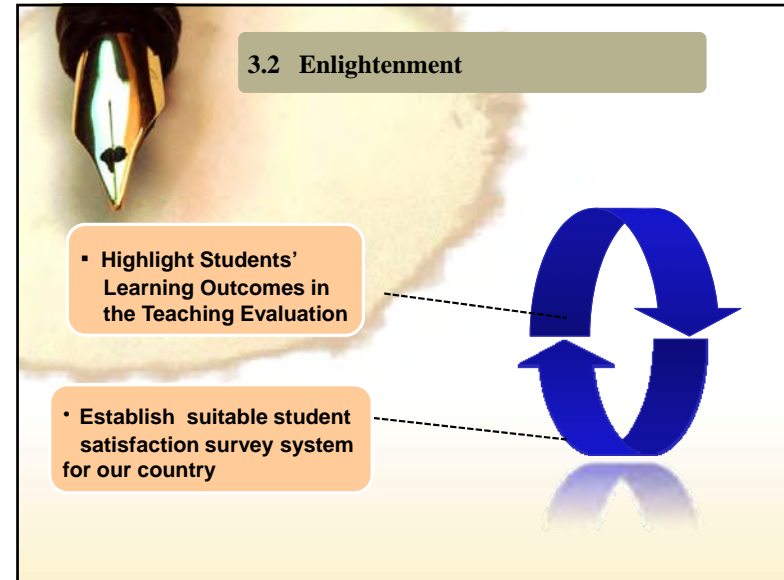 3.2 Enlightenment
▪ Highlight Students’
Learning Outcomes in
the Teaching Evaluation
• Establish suitable student
satisfaction survey system
for our country